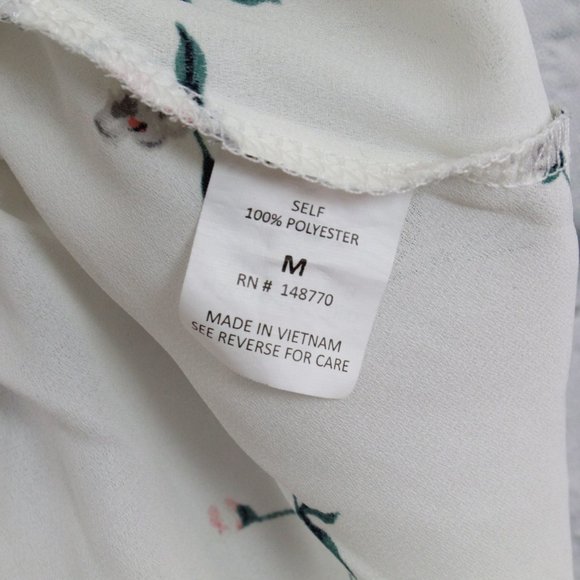 SELF
100% POLYESTER
M
RN # 148770
MADE IN VIETNAM
SEE REVERSE FOR CARE